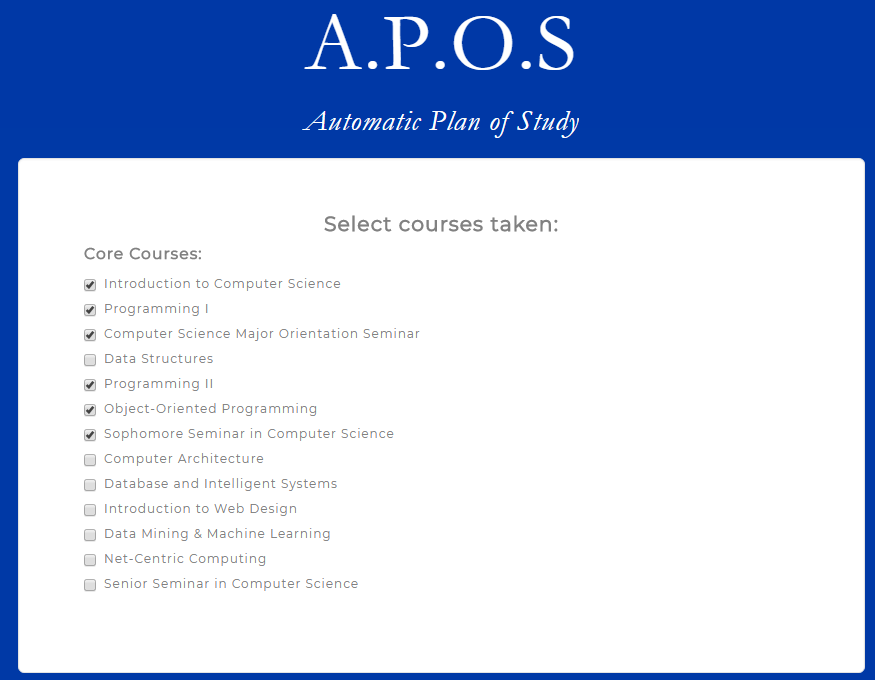 A.P.O.S
Automatic Plan of Study
Select courses taken:
Core Courses:
Introduction to Computer Science
Programming I
Computer Science Major Orientation Seminar
Data Structures
Programming II
Object-Oriented Programming
Sophomore Seminar in Computer Science
Computer Architecture
Database and Intelligent Systems
Introduction to Web Design
Data Mining & Machine Learning
Net-Centric Computing
Senior Seminar in Computer Science